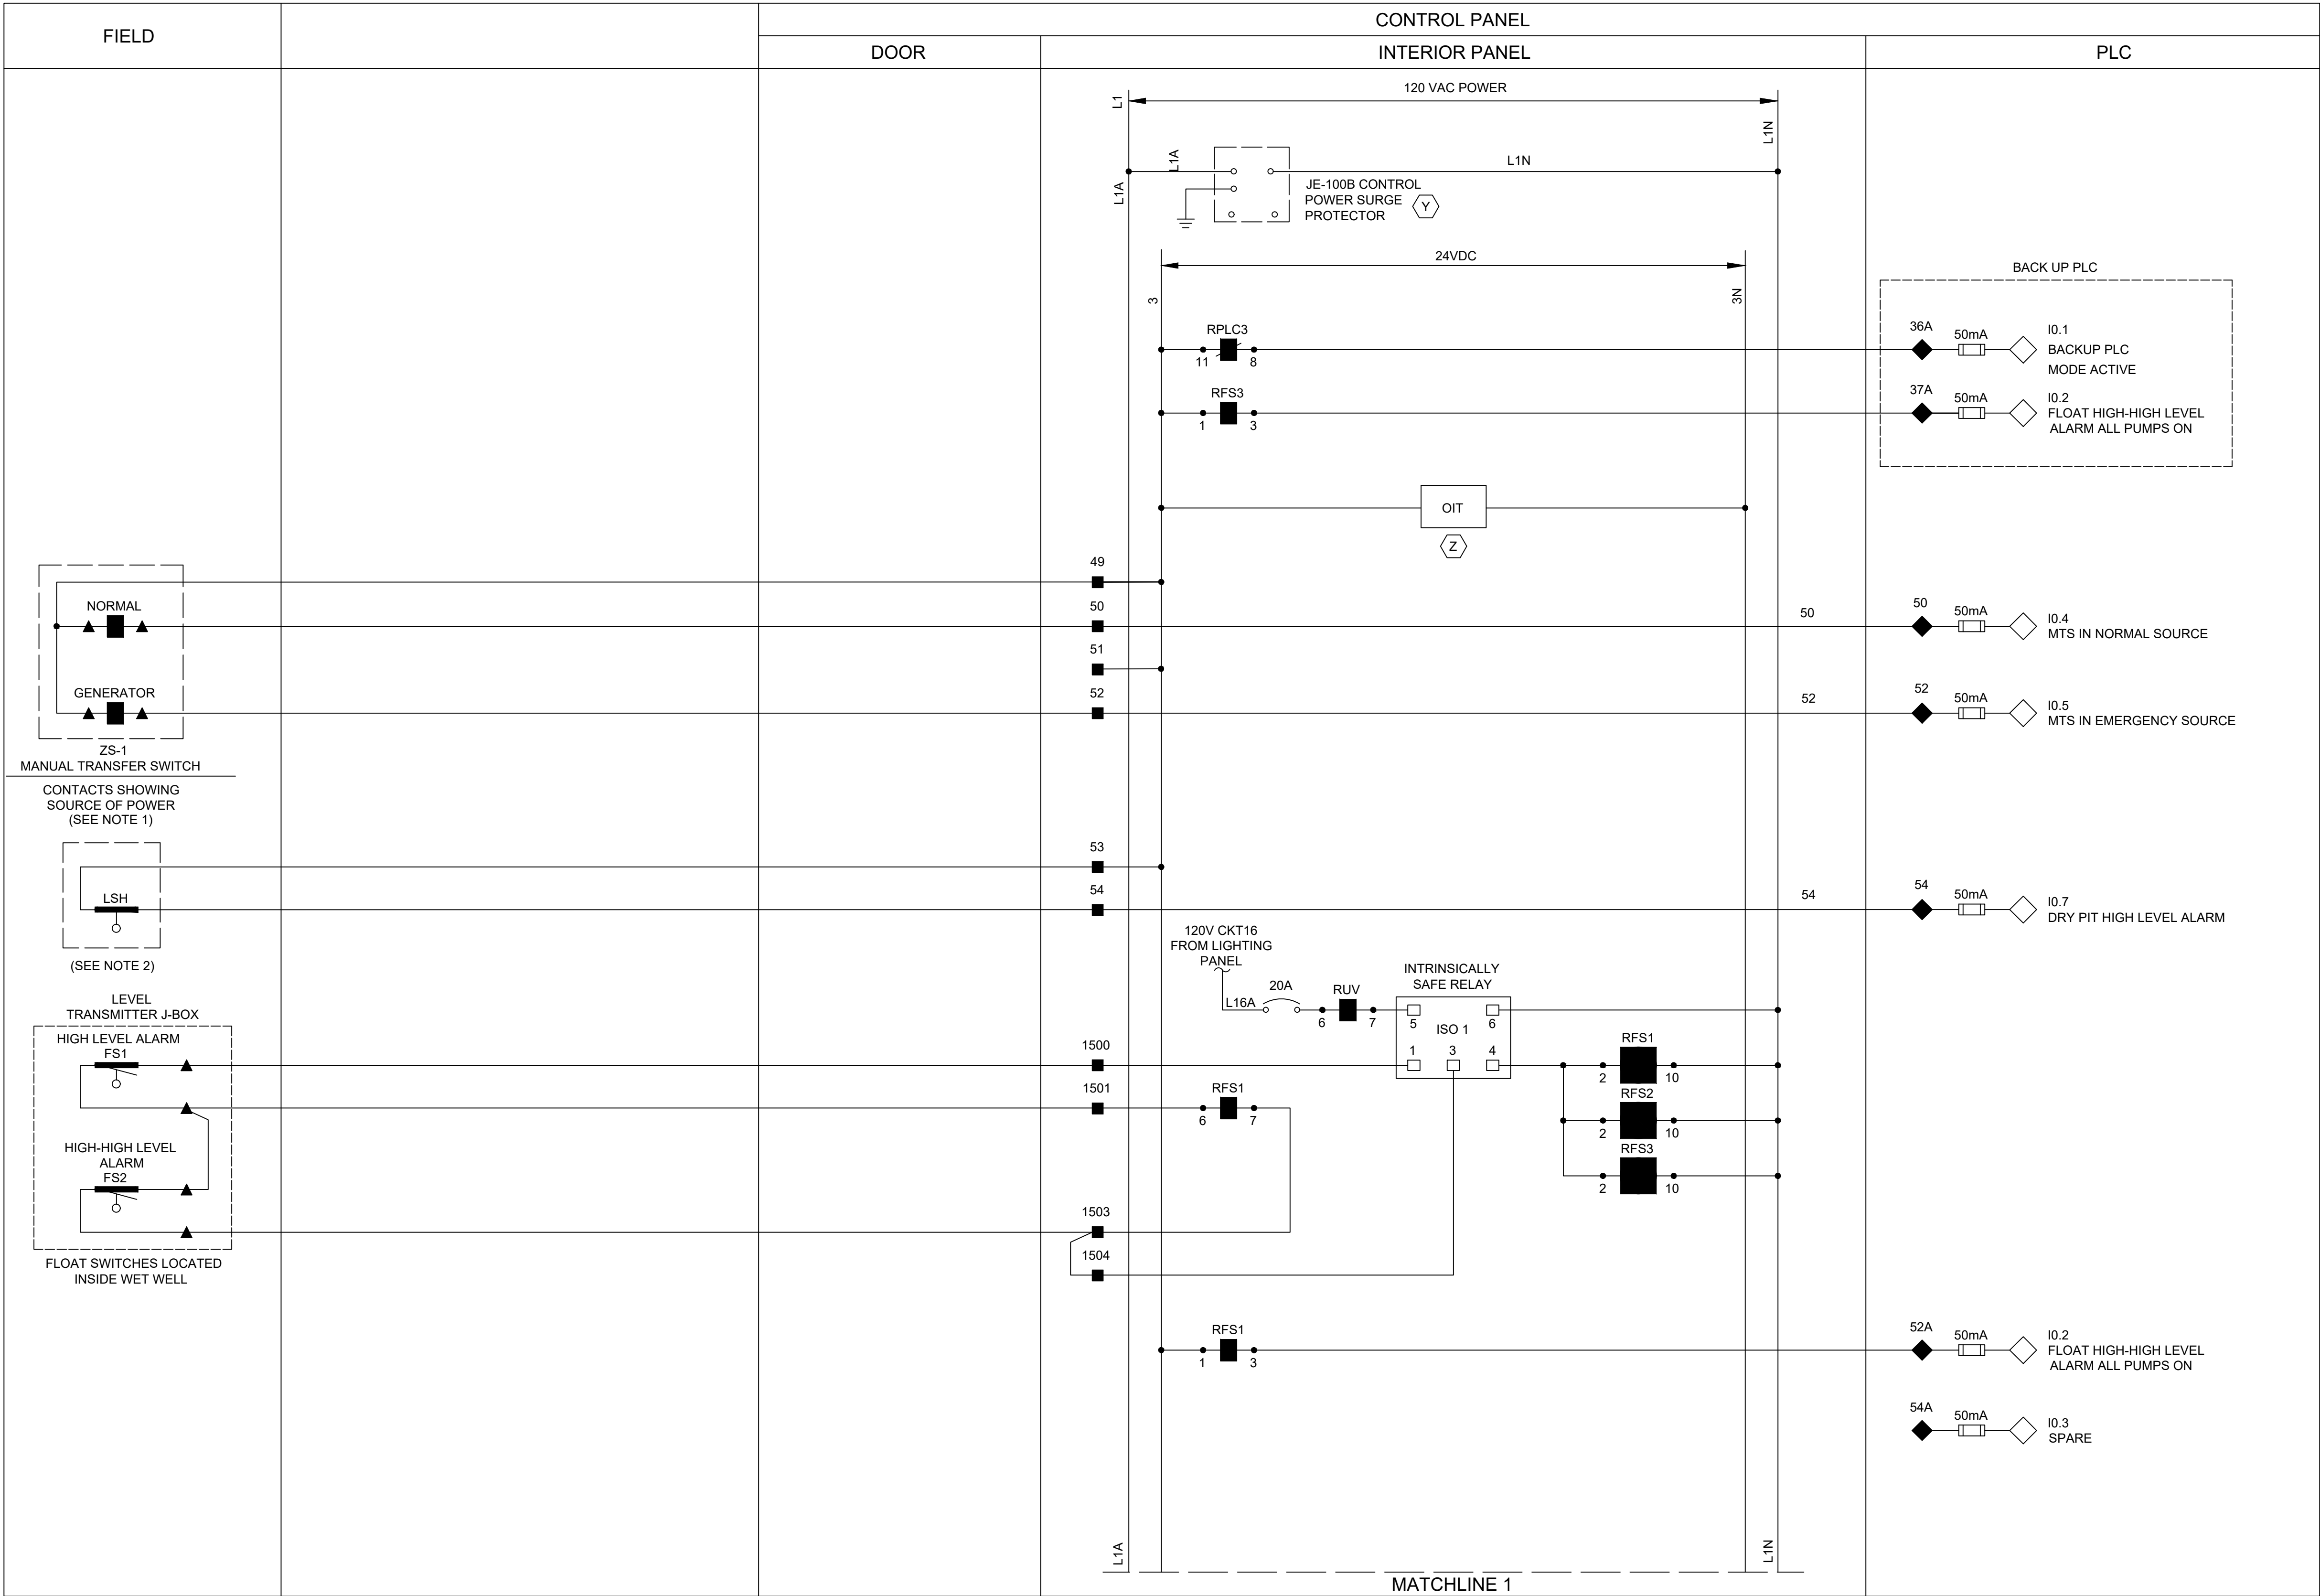 FIELD
CONTROL PANEL
DOOR
INTERIOR PANEL
PLC
120 VAC POWER
L1
L1N
L1A
L1N
L1A
JE-100B CONTROL
POWER SURGE
PROTECTOR
Y
24VDC
3
3N
BACK UP PLC
RPLC3
11
8
36A
50mA
I0.1
BACKUP PLC
MODE ACTIVE
RFS3
1
3
37A
50mA
I0.2
FLOAT HIGH-HIGH LEVEL
ALARM ALL PUMPS ON
OIT
Z
49
NORMAL
50
50
50
50mA
I0.4
MTS IN NORMAL SOURCE
51
GENERATOR
52
52
52
50mA
I0.5
MTS IN EMERGENCY SOURCE
ZS-1
MANUAL TRANSFER SWITCH
CONTACTS SHOWING
SOURCE OF POWER
(SEE NOTE 1)
53
LSH
54
54
54
50mA
I0.7
DRY PIT HIGH LEVEL ALARM
(SEE NOTE 2)
120V CKT16
FROM LIGHTING
PANEL
L16A
20A
RUV
6
7
INTRINSICALLY
SAFE RELAY
5
ISO 1
6
1
3
4
LEVEL
TRANSMITTER J-BOX
HIGH LEVEL ALARM
FS1
1500
RFS1
2
10
1501
RFS1
6
7
RFS2
2
10
HIGH-HIGH LEVEL
ALARM
FS2
RFS3
2
10
1503
1504
FLOAT SWITCHES LOCATED
INSIDE WET WELL
RFS1
1
3
52A
50mA
I0.2
FLOAT HIGH-HIGH LEVEL
ALARM ALL PUMPS ON
54A
50mA
I0.3
SPARE
L1A
L1N
MATCHLINE 1